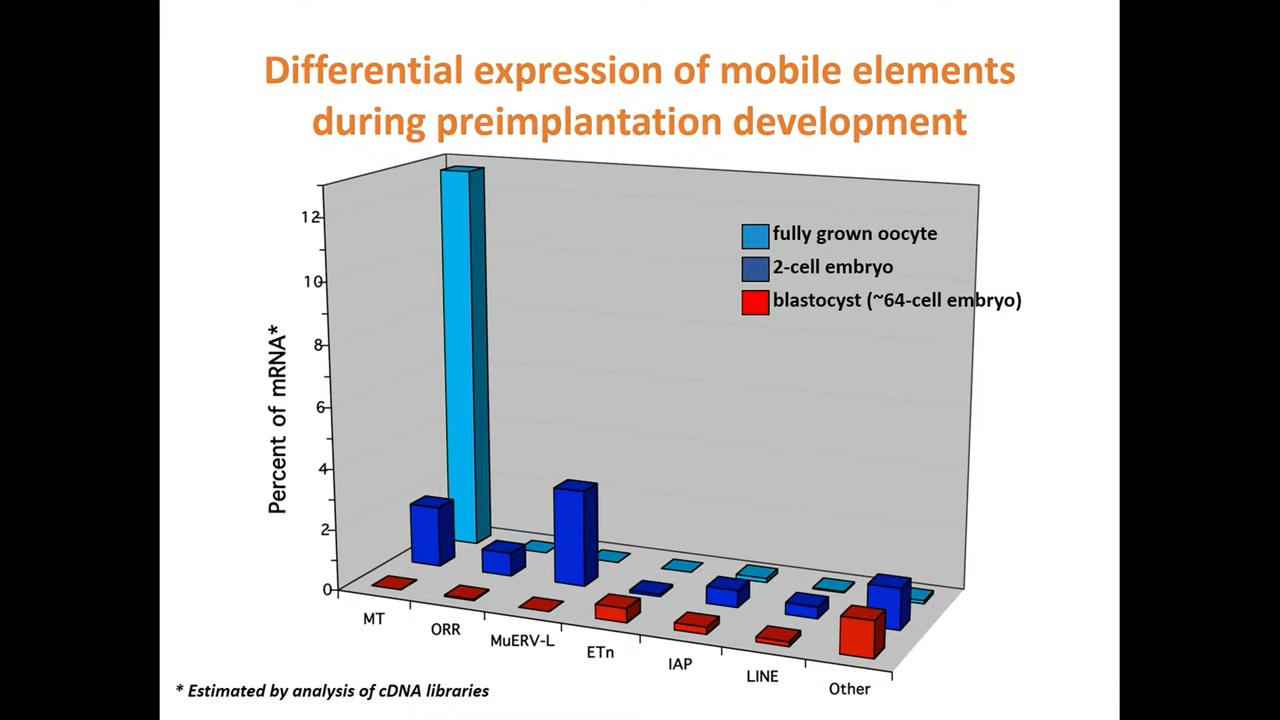 Differential expression of mobile elements
during preimplantation development
fully grown oocyte
2-cell embryo
blastocyst (~64-cell embryo)
Percent of mRNA*
12
10
8
6
4
2
0
MT
ORR
MuERV-L
ETn
IAP
LINE
Other
* Estimated by analysis of cDNA libraries